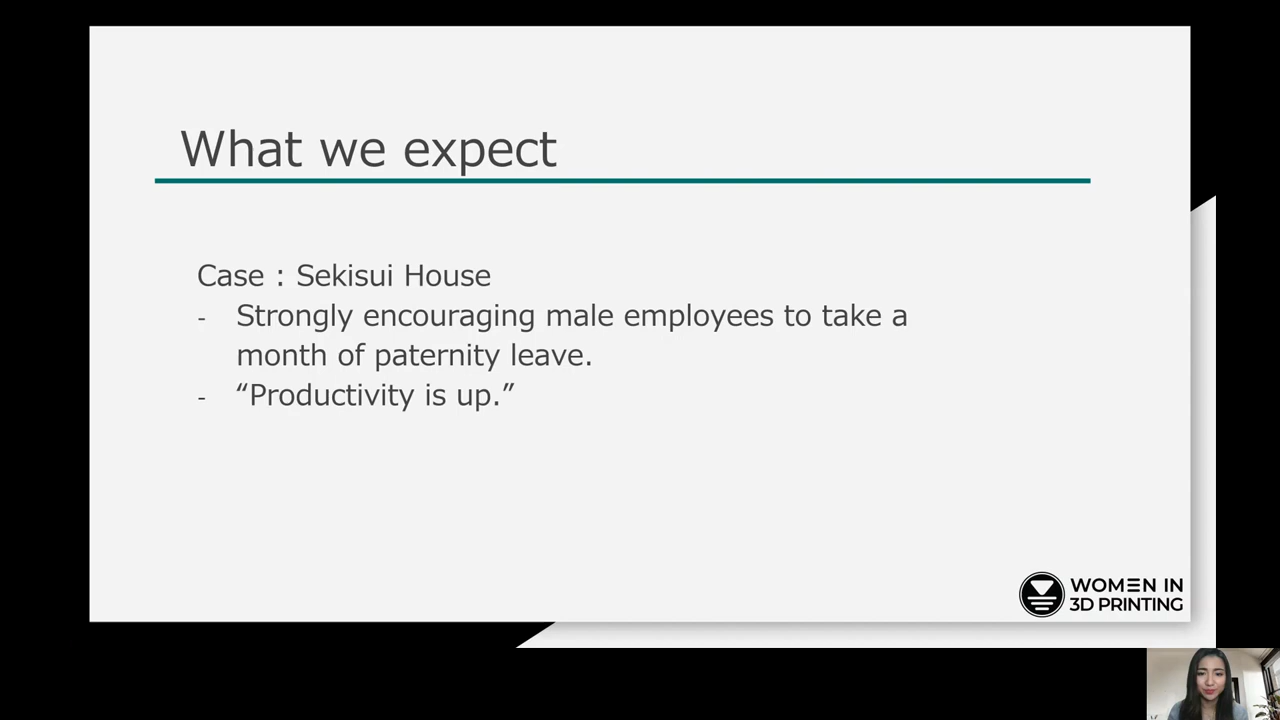 What we expect
Case : Sekisui House
- Strongly encouraging male employees to take a
month of paternity leave.
- “Productivity is up.”
WOMEN IN
3D PRINTING